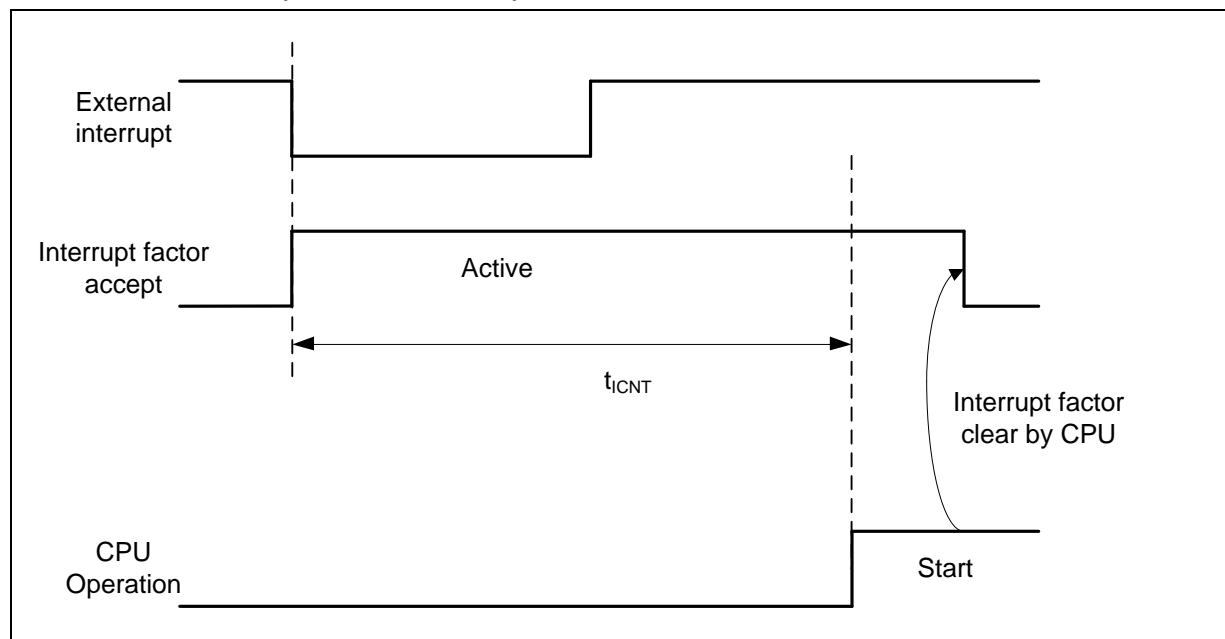 External
interrupt
Interrupt factor
accept
Active
tICNT
Interrupt factor
clear by CPU
CPU
Operation
Start